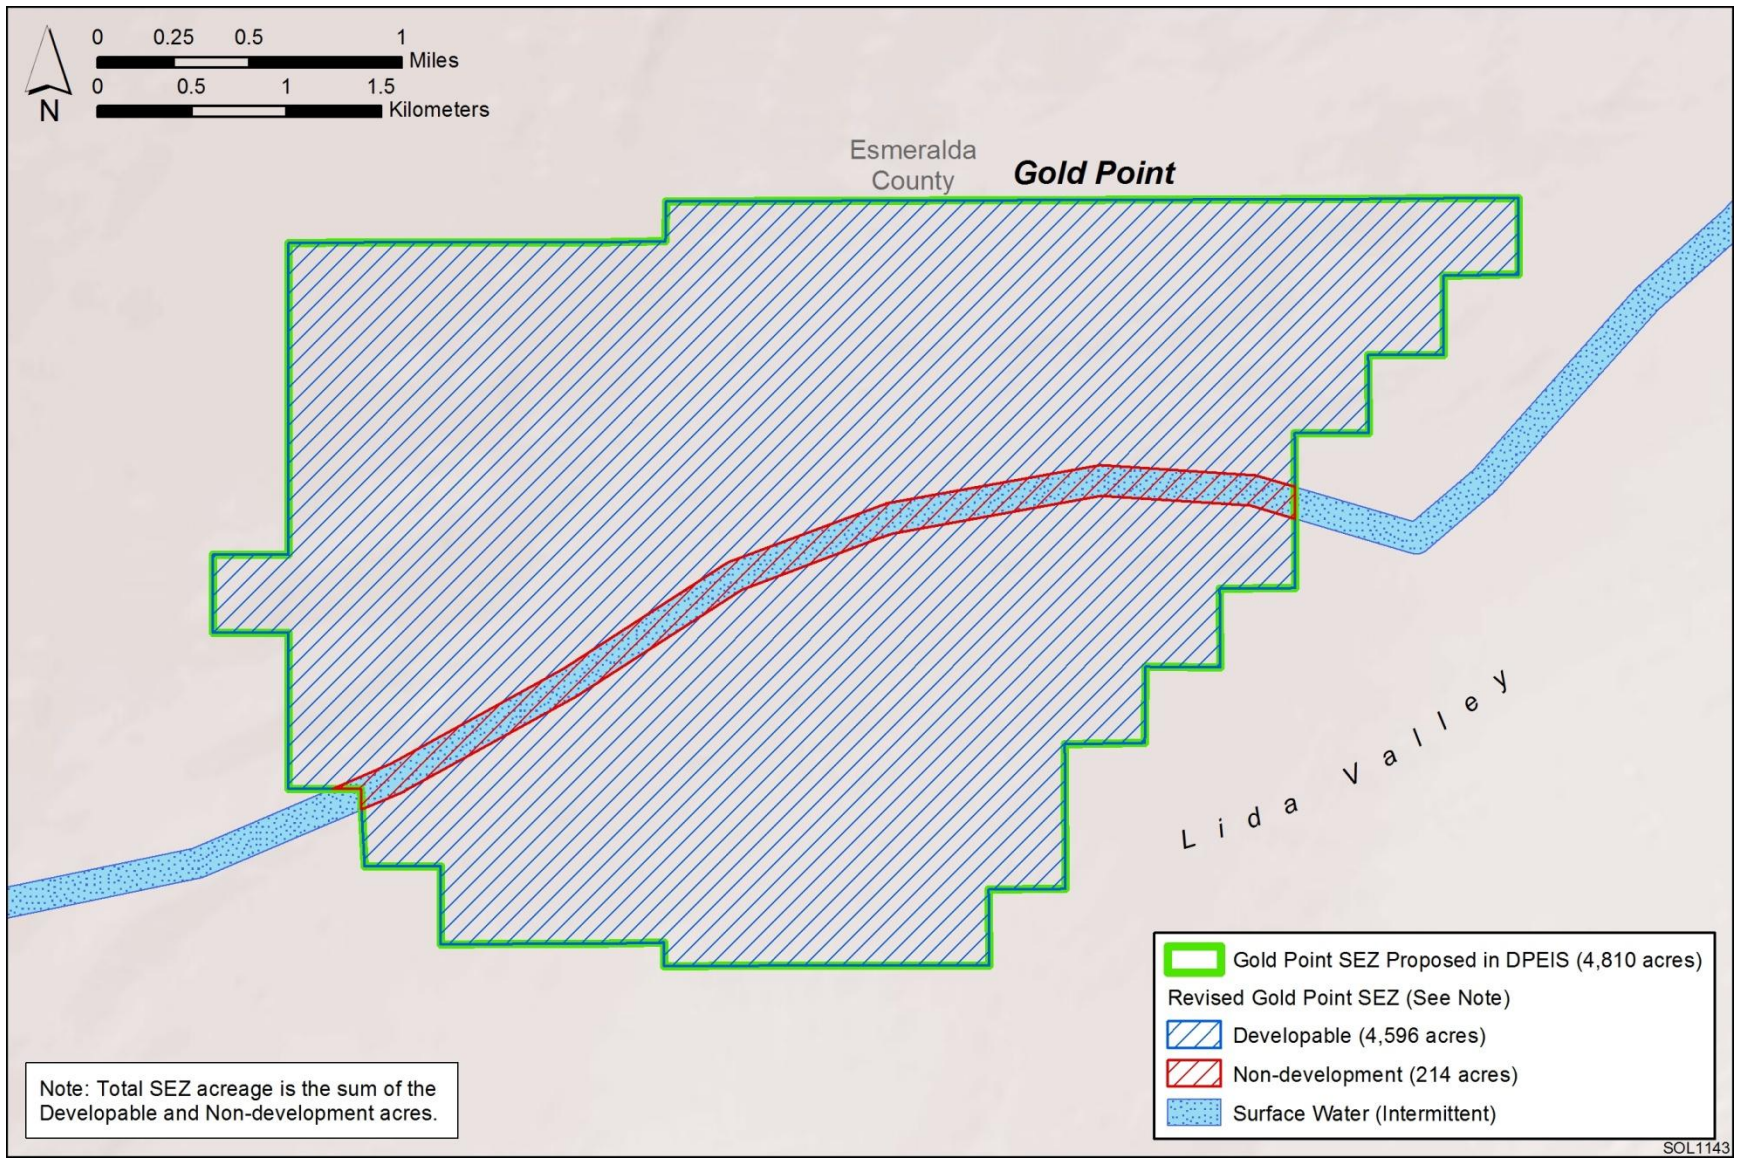 0 0.25 0.5 1
Miles
0 0.5 1 1.5
Kilometers
N
Esmeralda
County
Gold Point
Lida Valley
Gold Point SEZ Proposed in DPEIS (4,810 acres)
Revised Gold Point SEZ (See Note)
Developable (4,596 acres)
Non-development (214 acres)
Surface Water (Intermittent)
Note: Total SEZ acreage is the sum of the
Developable and Non-development acres.
SOL1143